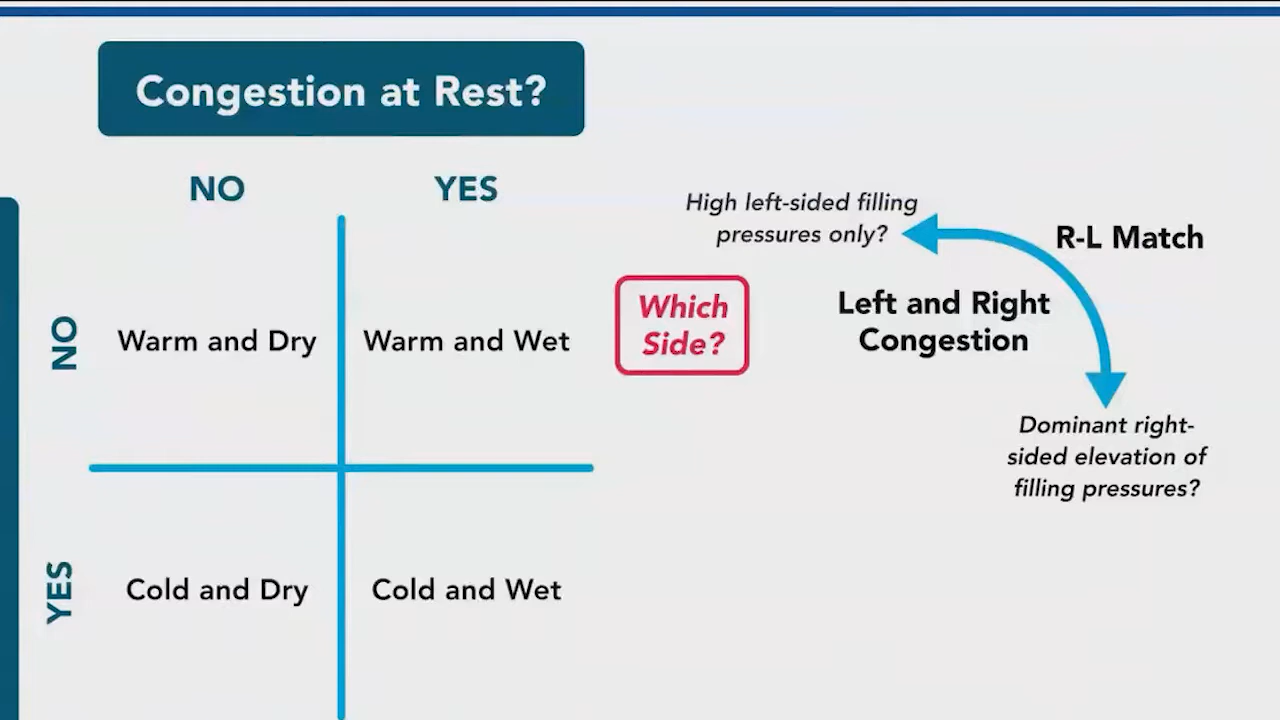 Congestion at Rest?
NO
YES
High left-sided filling
pressures only?
R-L Match
NO
Warm and Dry
Warm and Wet
Which
Side?
Left and Right
Congestion
Dominant right-
sided elevation of
filling pressures?
YES
Cold and Dry
Cold and Wet